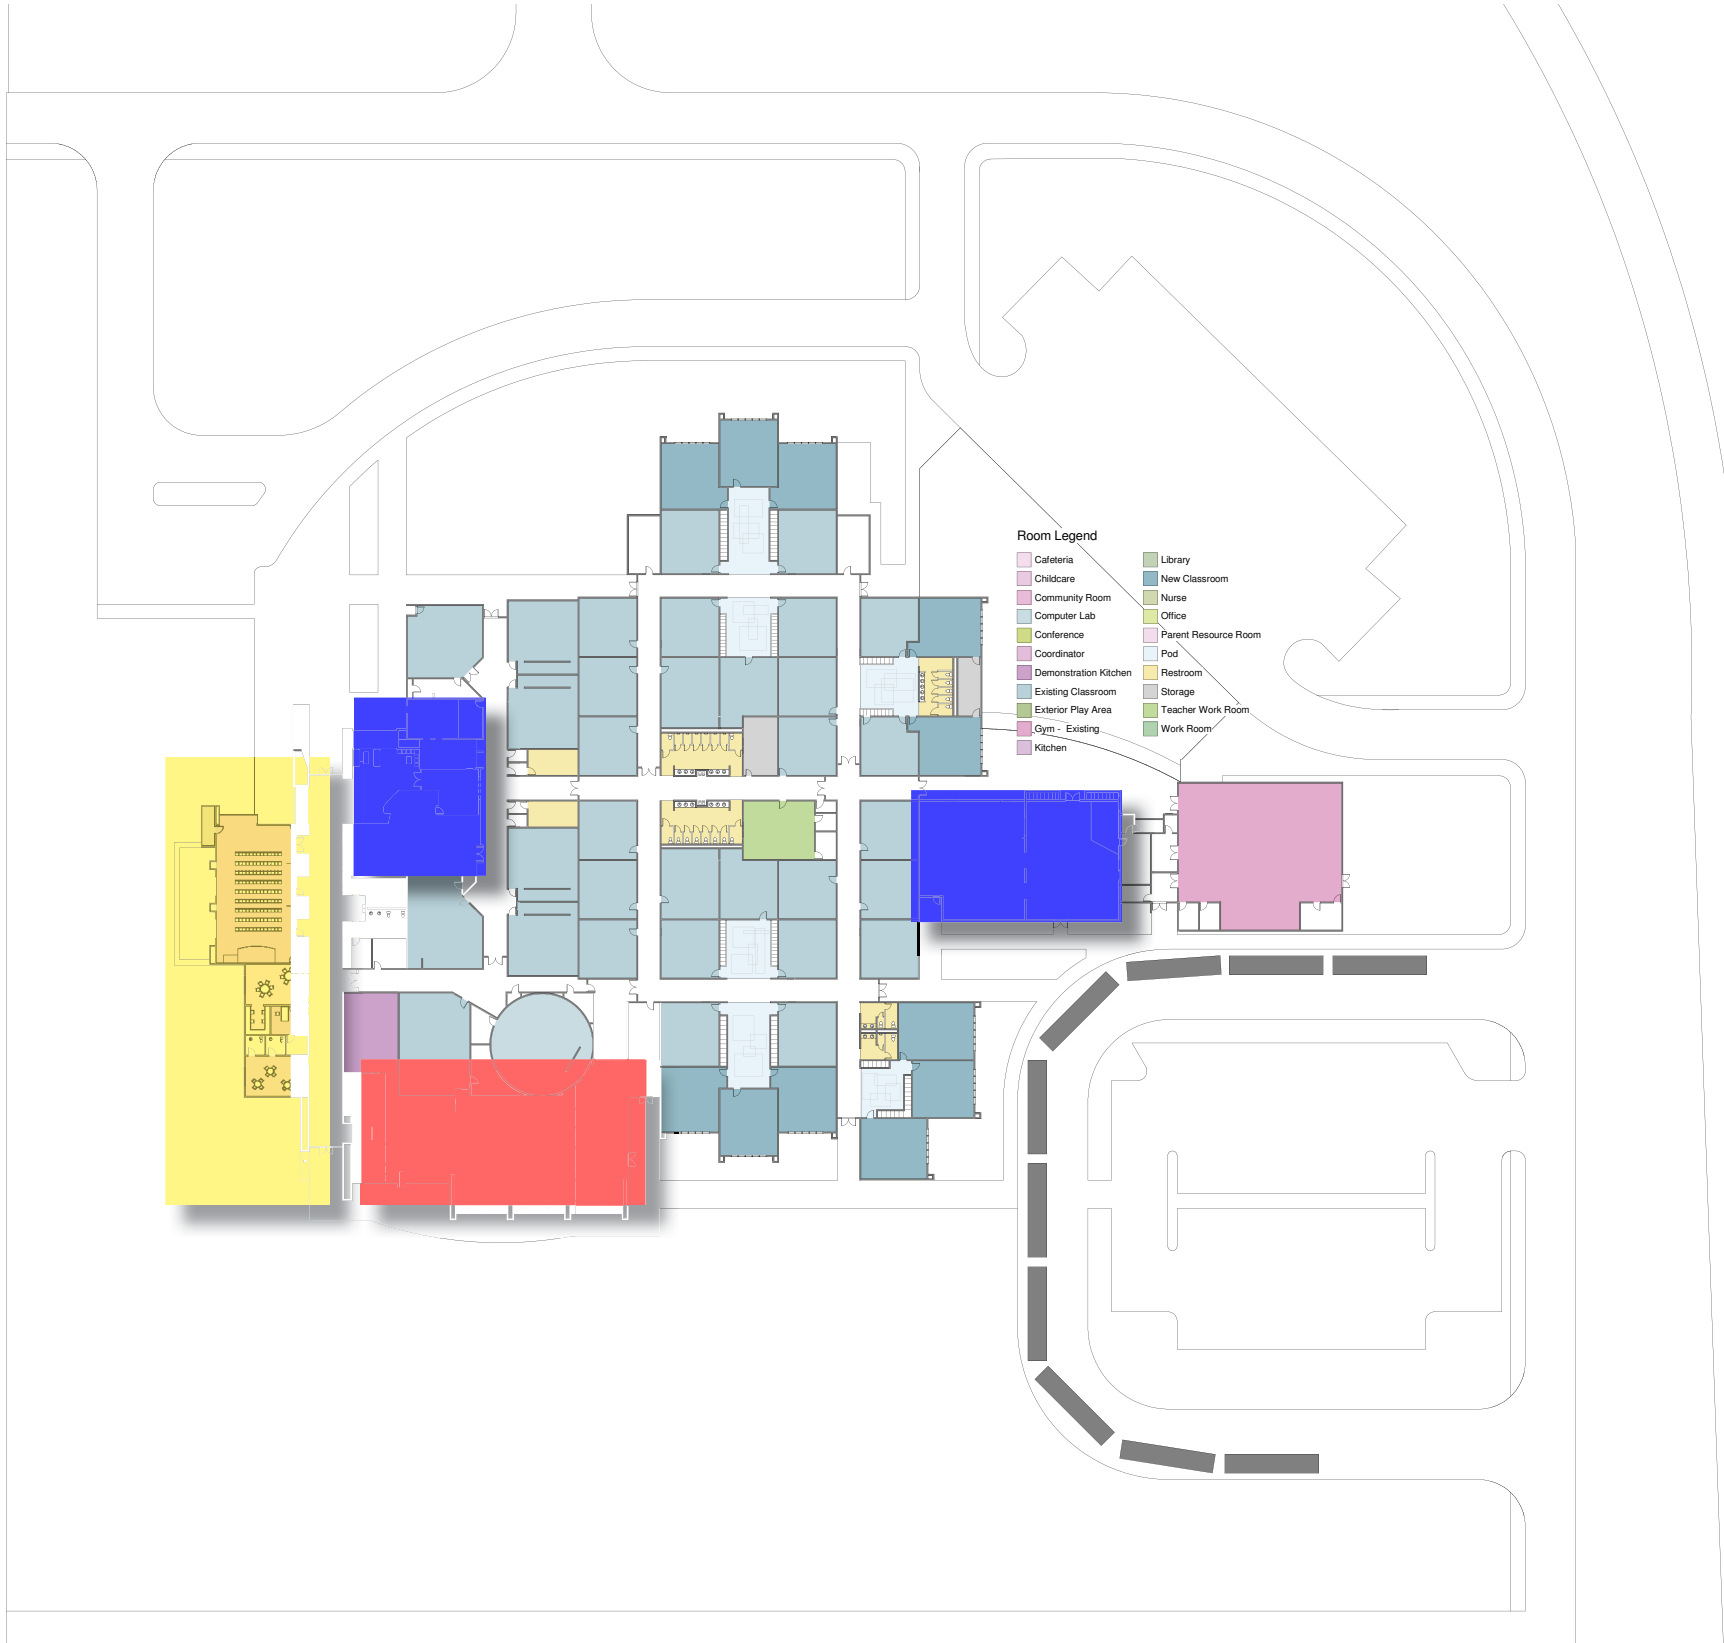 Room Legend
Cafeteria
Childcare
Community Room
Computer Lab
Conference
Coordinator
Demonstration Kitchen
Existing Classroom
Exterior Play Area
Gym - Existing
Kitchen
Library
New Classroom
Nurse
Office
Parent Resource Room
Pod
Restroom
Storage
Teacher Work Room
Work Room